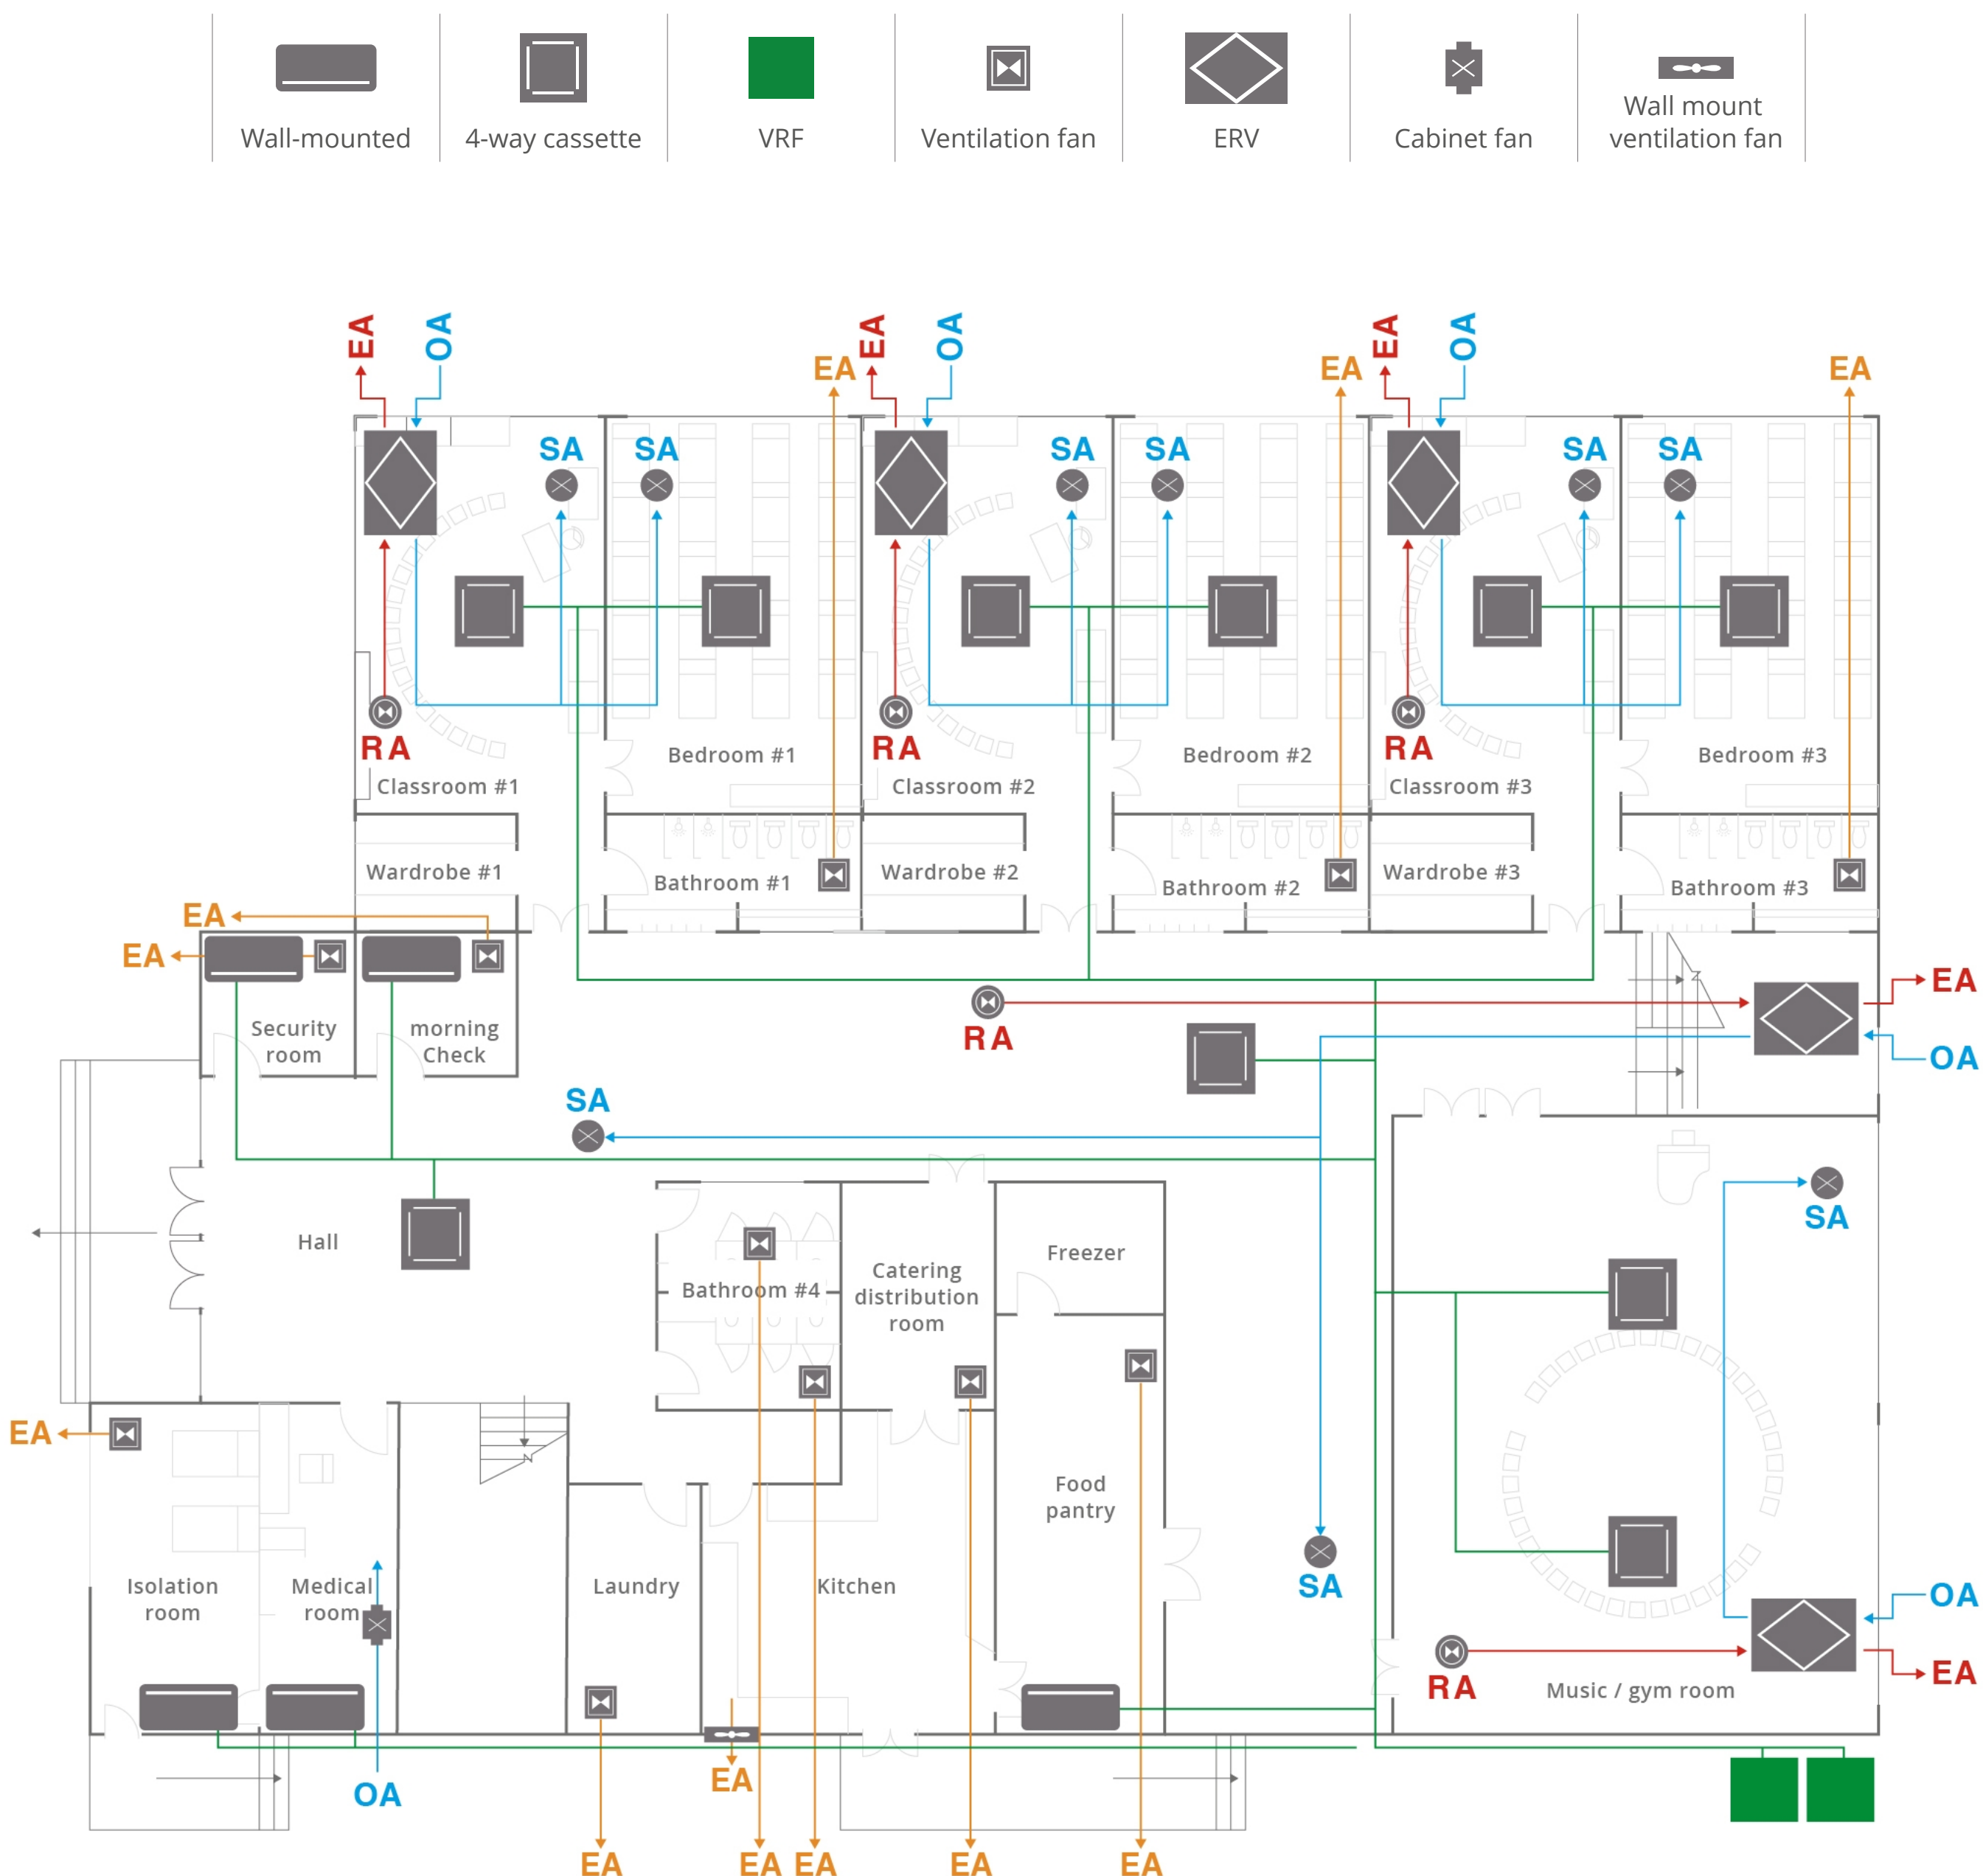 Wall-mounted
4-way cassette
VRF
Ventilation fan
ERV
Cabinet fan
Wall mount
ventilation fan
EA
OA
EA
EA
OA
EA
EA
OA
EA
SA
SA
SA
SA
SA
SA
RA
RA
RA
Bedroom #1
Bedroom #2
Bedroom #3
Classroom #1
Classroom #2
Classroom #3
Wardrobe #1
Bathroom #1
Wardrobe #2
Bathroom #2
Wardrobe #3
Bathroom #3
EA
EA
Security
room
morning
Check
RA
EA
OA
SA
SA
Hall
Bathroom #4
Catering
distribution
room
Freezer
EA
Food
pantry
Isolation
room
Medical
room
Laundry
Kitchen
SA
OA
EA
RA
Music / gym room
OA
EA
EA
EA
EA
EA
EA